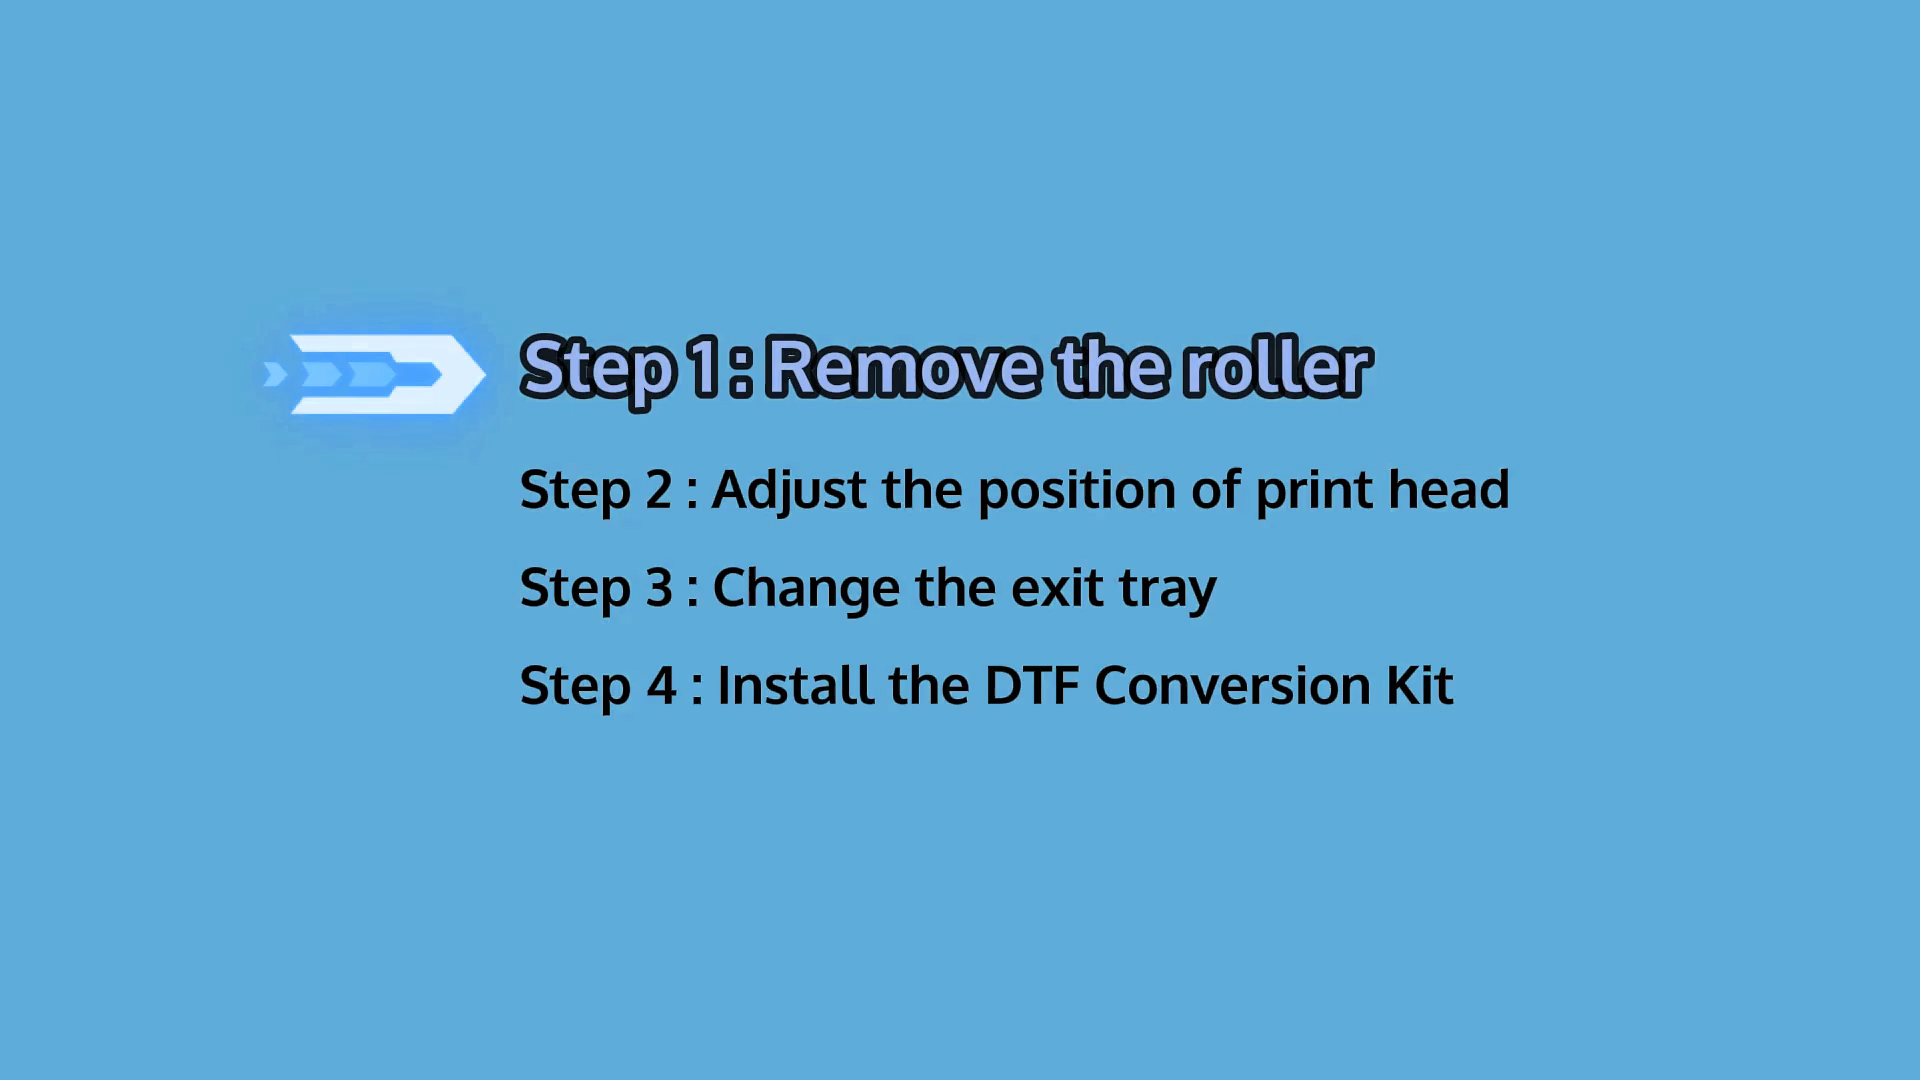 Step 1 : Remove the roller
Step 2 : Adjust the position of print head
Step 3 : Change the exit tray
Step 4 : Install the DTF Conversion Kit